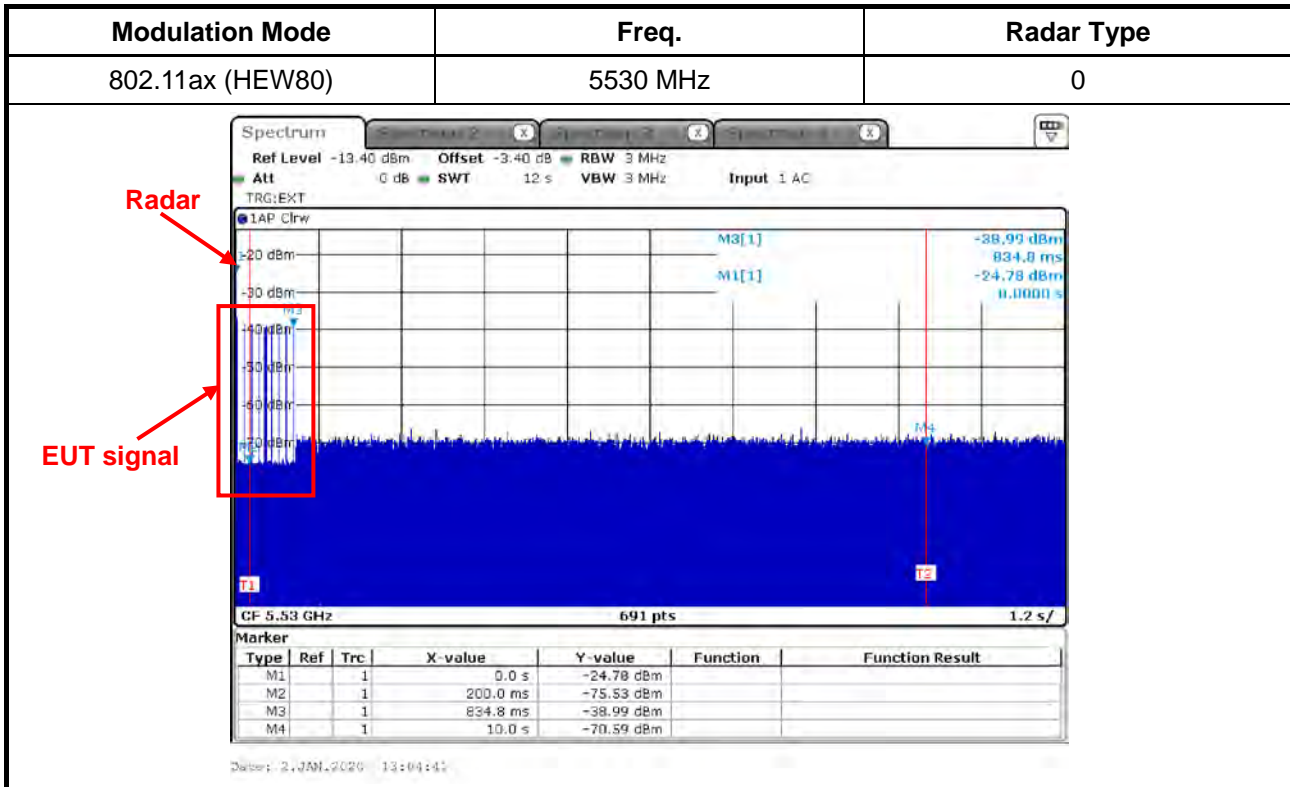 Modulation Mode Freq. Radar Type
802.11ax (HEW80) 5530 MHz 0
Spectrum
Ref Level -13.40 dBm Offset -3.40 dB RBW 3 MHz
Att 0 dB SWT 12 s VBW 3 MHz Input 1 AC
TRG:EXT
1AP Clrw
Radar
M3[1] -38.99 dBm
834.8 ms
M1[1] -24.78 dBm
0.0000 s
-20 dBm
-30 dBm
M3
-40 dBm
-50 dBm
-60 dBm
M4
-70 dBm
EUT signal
T1 T2
CF 5.53 GHz 691 pts 1.2 s/
Marker
Type Ref Trc X-value Y-value Function Function Result
M1 1 0.0 s -24.78 dBm
M2 1 200.0 ms -75.53 dBm
M3 1 834.8 ms -38.99 dBm
M4 1 10.0 s -70.59 dBm
Date: 2.JAN.2020